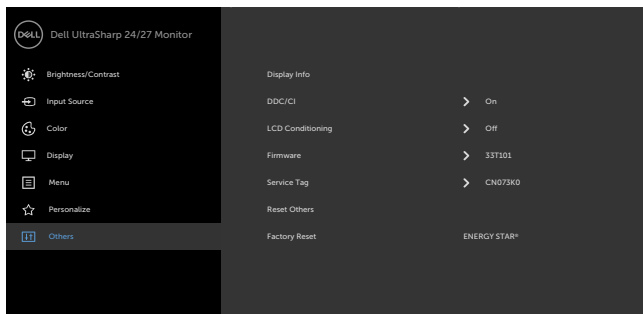 DELL Dell UltraSharp 24/27 Monitor
Brightness/Contrast
Display Info
Input Source
DDC/CI
On
Color
LCD Conditioning
Off
Display
Firmware
33T101
Menu
Service Tag
CN073K0
Personalize
Reset Others
Others
Factory Reset
ENERGY STAR®